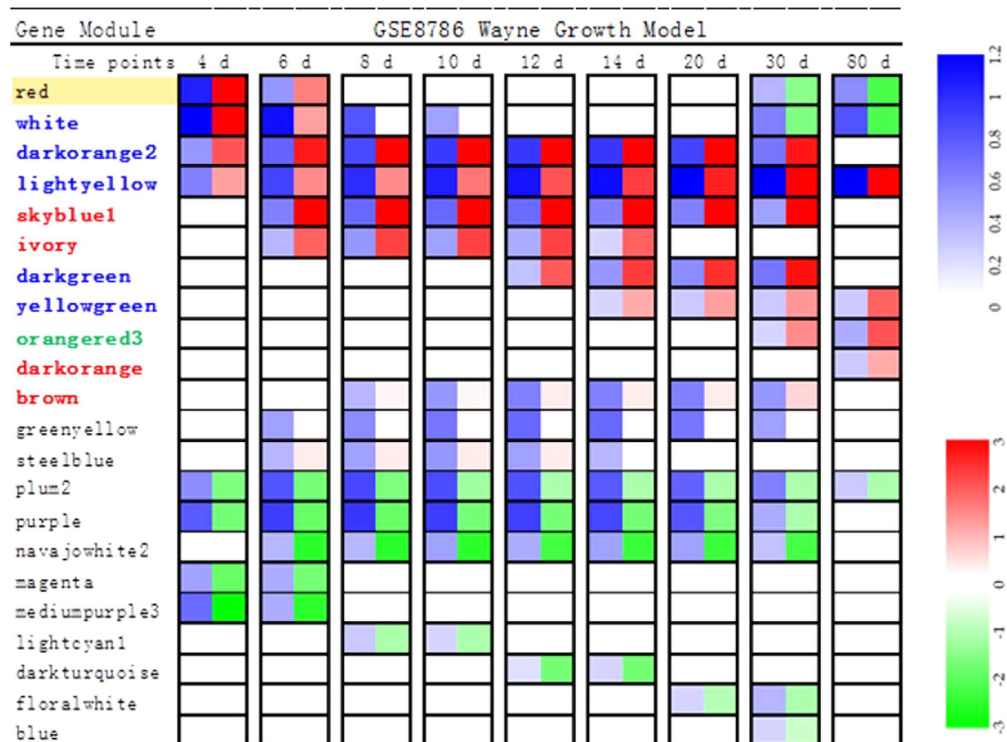 Gene Module GSE8786 Wayne Growth Model
Time points 4 d 6 d 8 d 10 d 12 d 14 d 20 d 30 d 80 d
red
white
darkorange2
lightyellow
skyblue1
ivory
darkgreen
yellowgreen
orangered3
darkorange
brown
greenyellow
steelblue
plum2
purple
navajowhite2
magenta
mediumpurple3
lightcyan1
darkturquoise
floralwhite
blue
1.2
1
0.8
0.6
0.4
0.2
0
3
2
1
0
-1
-2
-3